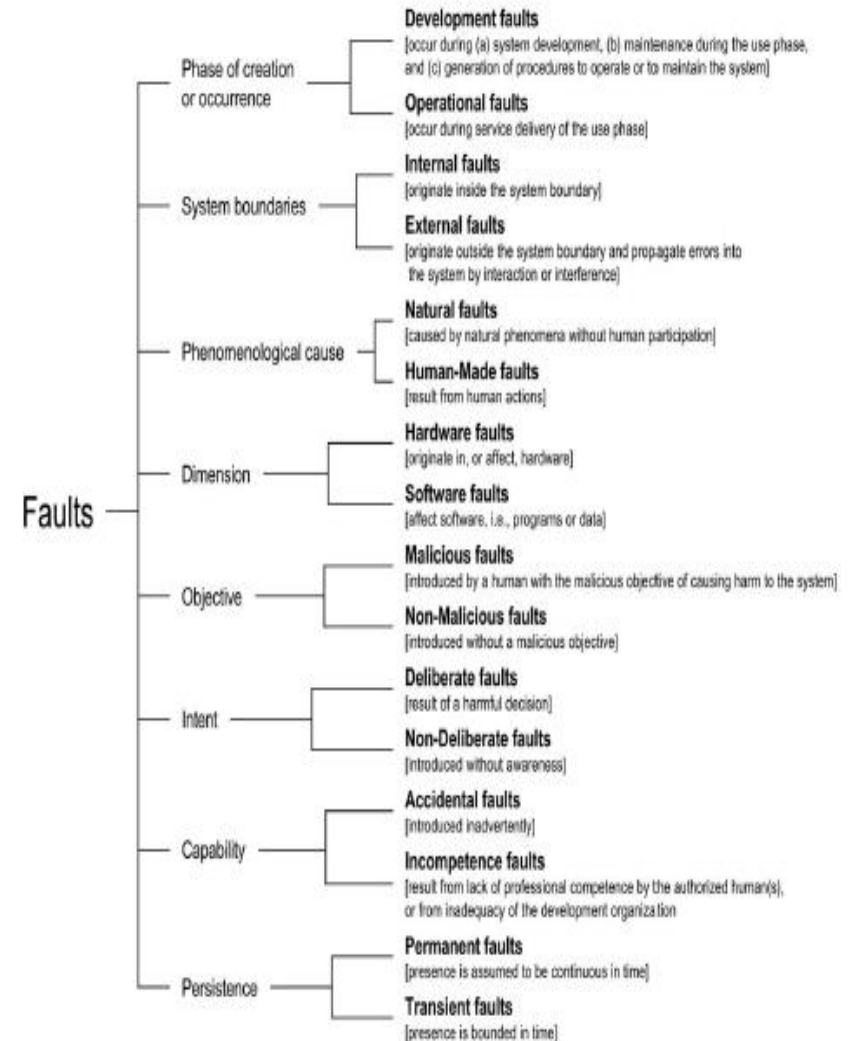 Development faults
[occur during (a) system development, (b) maintenance during the use phase,
and (c) generation of procedures to operate or to maintain the system]
Phase of creation
or occurrence
Operational faults
[occur during service delivery of the use phase]
Internal faults
[originate inside the system boundary]
System boundaries
External faults
[originate outside the system boundary and propagate errors into
the system by interaction or interference]
Natural faults
[caused by natural phenomena without human participation]
Phenomenological cause
Human-Made faults
[result from human actions]
Hardware faults
[originate in, or affect, hardware]
Dimension
Software faults
[affect software, i.e., programs or data]
Faults
Malicious faults
[introduced by a human with the malicious objective of causing harm to the system]
Objective
Non-Malicious faults
[introduced without a malicious objective]
Deliberate faults
[result of a harmful decision]
Intent
Non-Deliberate faults
[introduced without awareness]
Accidental faults
[introduced inadvertently]
Capability
Incompetence faults
[result from lack of professional competence by the authorized human(s),
or from inadequacy of the development organization
Permanent faults
[presence is assumed to be continuous in time]
Persistence
Transient faults
[presence is bounded in time]